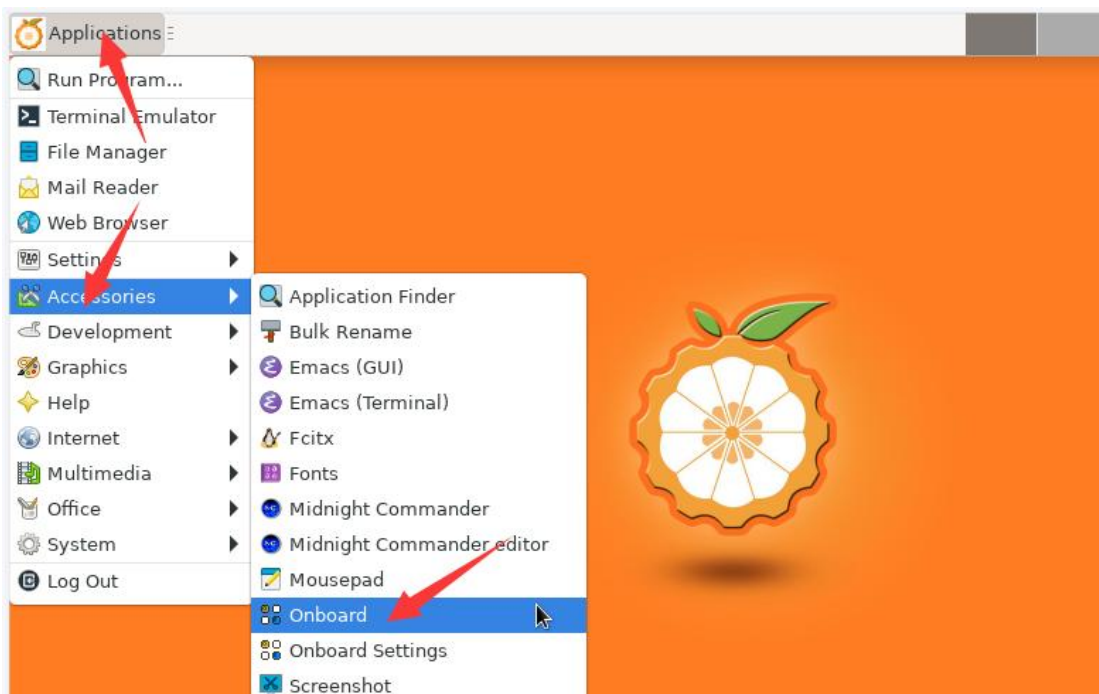 Applications
Run Program...
Terminal Emulator
File Manager
Mail Reader
Web Browser
Settings
Accessories
Development
Graphics
Help
Internet
Multimedia
Office
System
Log Out
Application Finder
Bulk Rename
Emacs (GUI)
Emacs (Terminal)
Fcitx
Fonts
Midnight Commander
Midnight Commander editor
Mousepad
Onboard
Onboard Settings
Screenshot